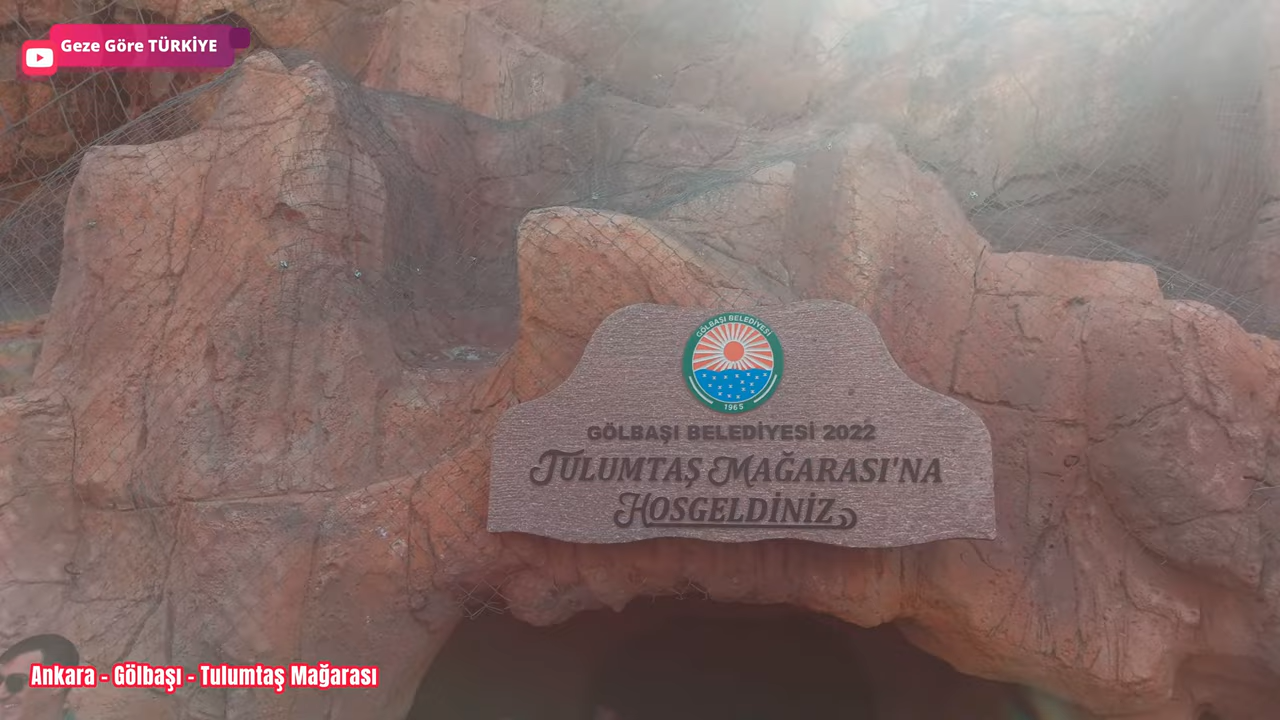 Geze Göre TÜRKİYE
GÖLBAŞI BELEDİYESİ
1965
GÖLBAŞI BELEDİYESİ 2022
TULUMTAŞ MAĞARASI'NA
HOSGELDİNİZ
Ankara - Gölbaşı - Tulumtaş Mağarası